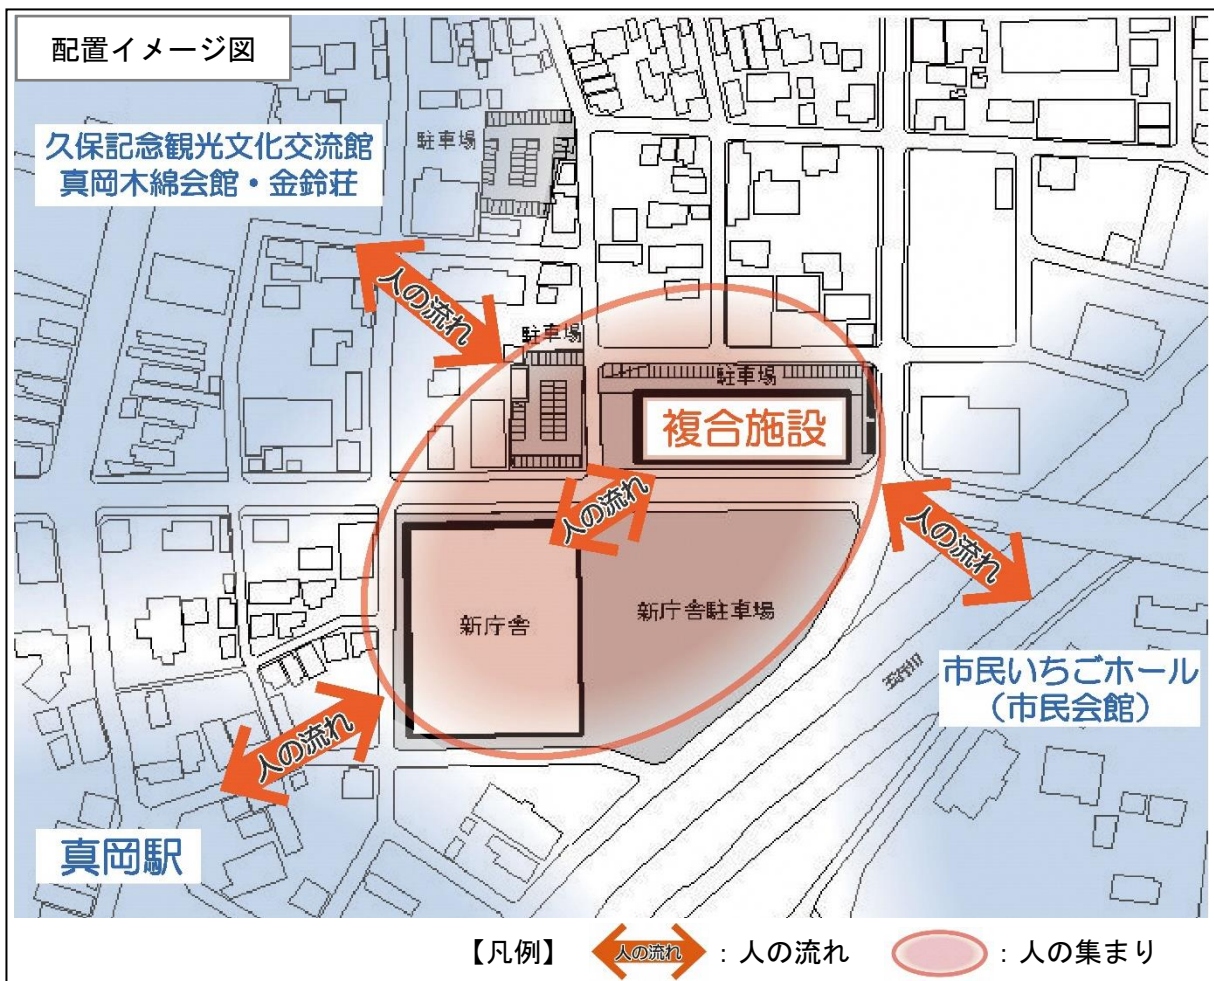 配置イメージ図
駐車場
久保記念観光文化交流館
真岡木綿会館・金鈴荘
人の流れ
駐車場
駐車場
複合施設
人の流れ
人の流れ
新庁舎
新庁舎駐車場
五行川
市民いちごホール
（市民会館）
人の流れ
真岡駅
【凡例】 人の流れ ：人の流れ ：人の集まり